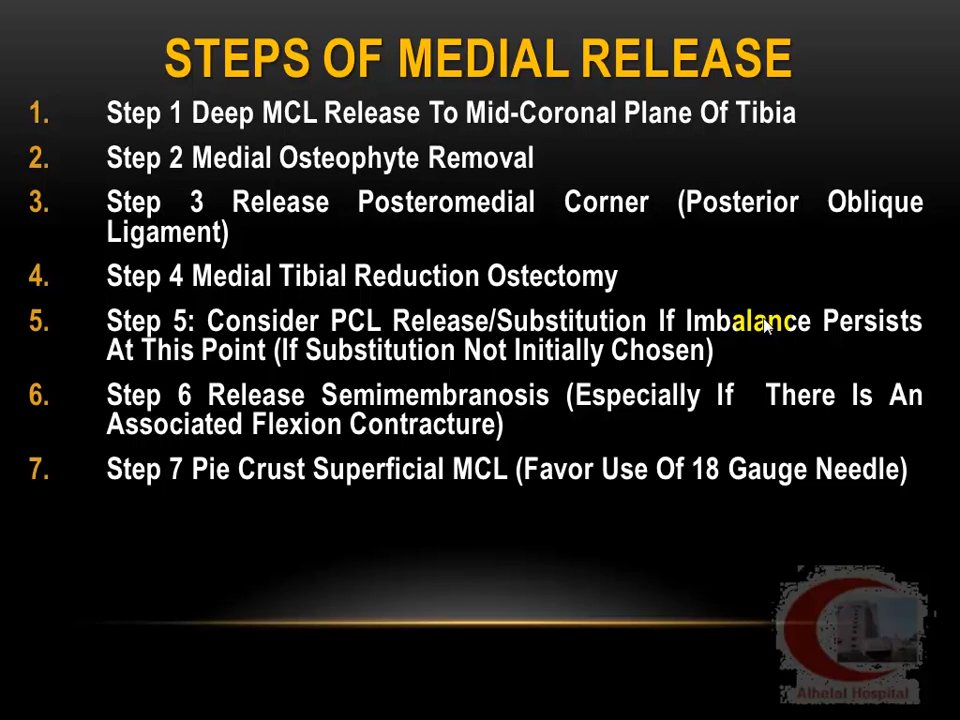 STEPS OF MEDIAL RELEASE
1. Step 1 Deep MCL Release To Mid-Coronal Plane Of Tibia
2. Step 2 Medial Osteophyte Removal
3. Step 3 Release Posteromedial Corner (Posterior Oblique
Ligament)
4. Step 4 Medial Tibial Reduction Ostectomy
5. Step 5: Consider PCL Release/Substitution If Imbalance Persists
At This Point (If Substitution Not Initially Chosen)
6. Step 6 Release Semimembranosis (Especially If There Is An
Associated Flexion Contracture)
7. Step 7 Pie Crust Superficial MCL (Favor Use Of 18 Gauge Needle)
Alhelal Hospital